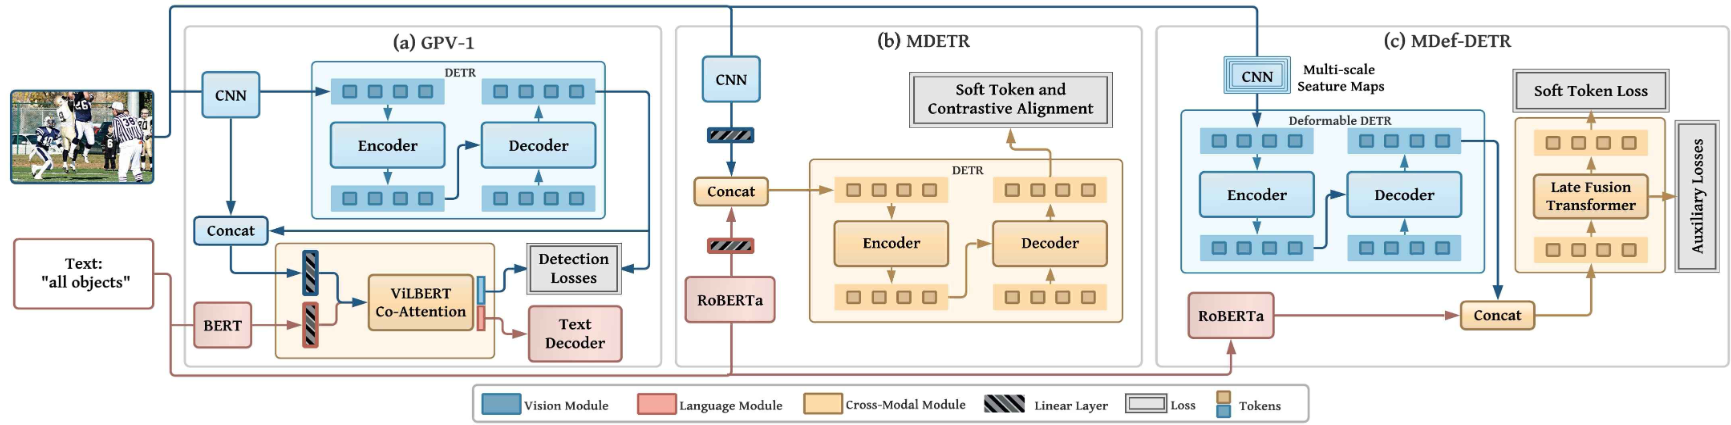 (a) GPV-1
CNN
DETR
Encoder
Decoder
Concat
Text:
"all objects"
BERT
ViLBERT
Co-Attention
Detection
Losses
Text
Decoder
(b) MDETR
CNN
Concat
RoBERTa
Soft Token and
Contrastive Alignment
DETR
Encoder
Decoder
(c) MDef-DETR
CNN
Multi-scale
Seature Maps
Deformable DETR
Encoder
Decoder
RoBERTa
Concat
Soft Token Loss
Late Fusion
Transformer
Auxiliary Losses
Vision Module
Language Module
Cross-Modal Module
Linear Layer
Loss
Tokens
26
38